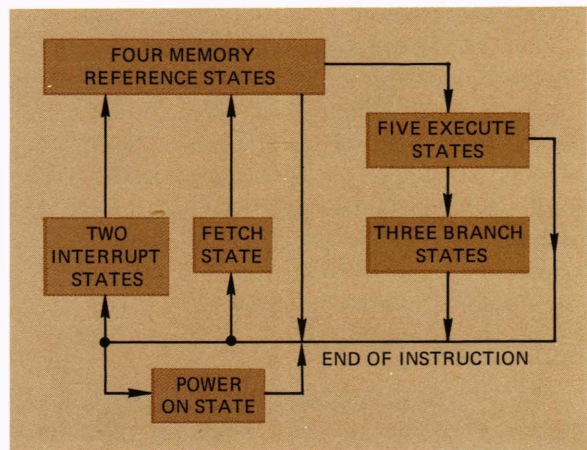 FOUR MEMORY
REFERENCE STATES
FIVE EXECUTE
STATES
TWO
INTERRUPT
STATES
FETCH
STATE
THREE BRANCH
STATES
END OF INSTRUCTION
POWER
ON STATE